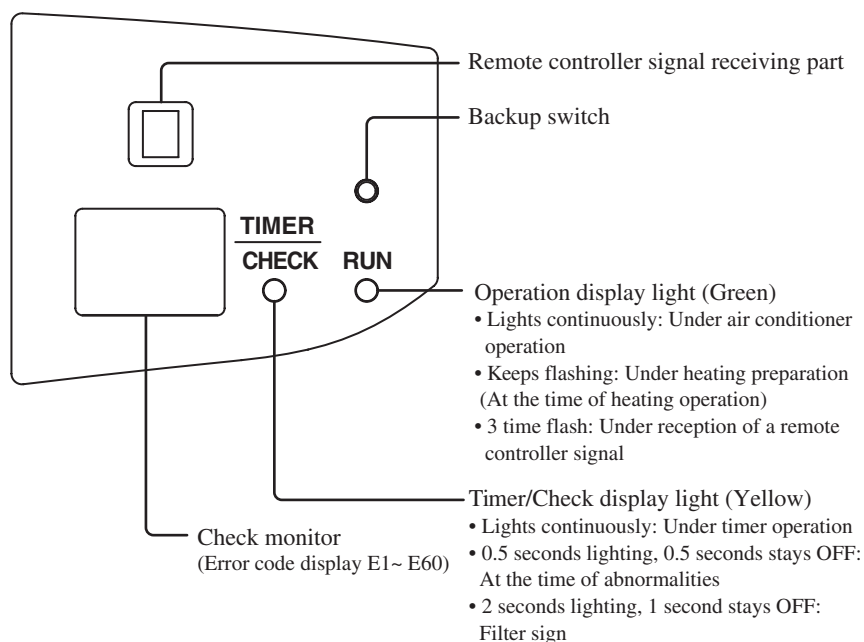 Remote controller signal receiving part
Backup switch
TIMER
CHECK
RUN
Operation display light (Green)
• Lights continuously: Under air conditioner
operation
• Keeps flashing: Under heating preparation
(At the time of heating operation)
• 3 time flash: Under reception of a remote
controller signal
Timer/Check display light (Yellow)
• Lights continuously: Under timer operation
• 0.5 seconds lighting, 0.5 seconds stays OFF:
At the time of abnormalities
• 2 seconds lighting, 1 second stays OFF:
Filter sign
Check monitor
(Error code display E1~ E60)